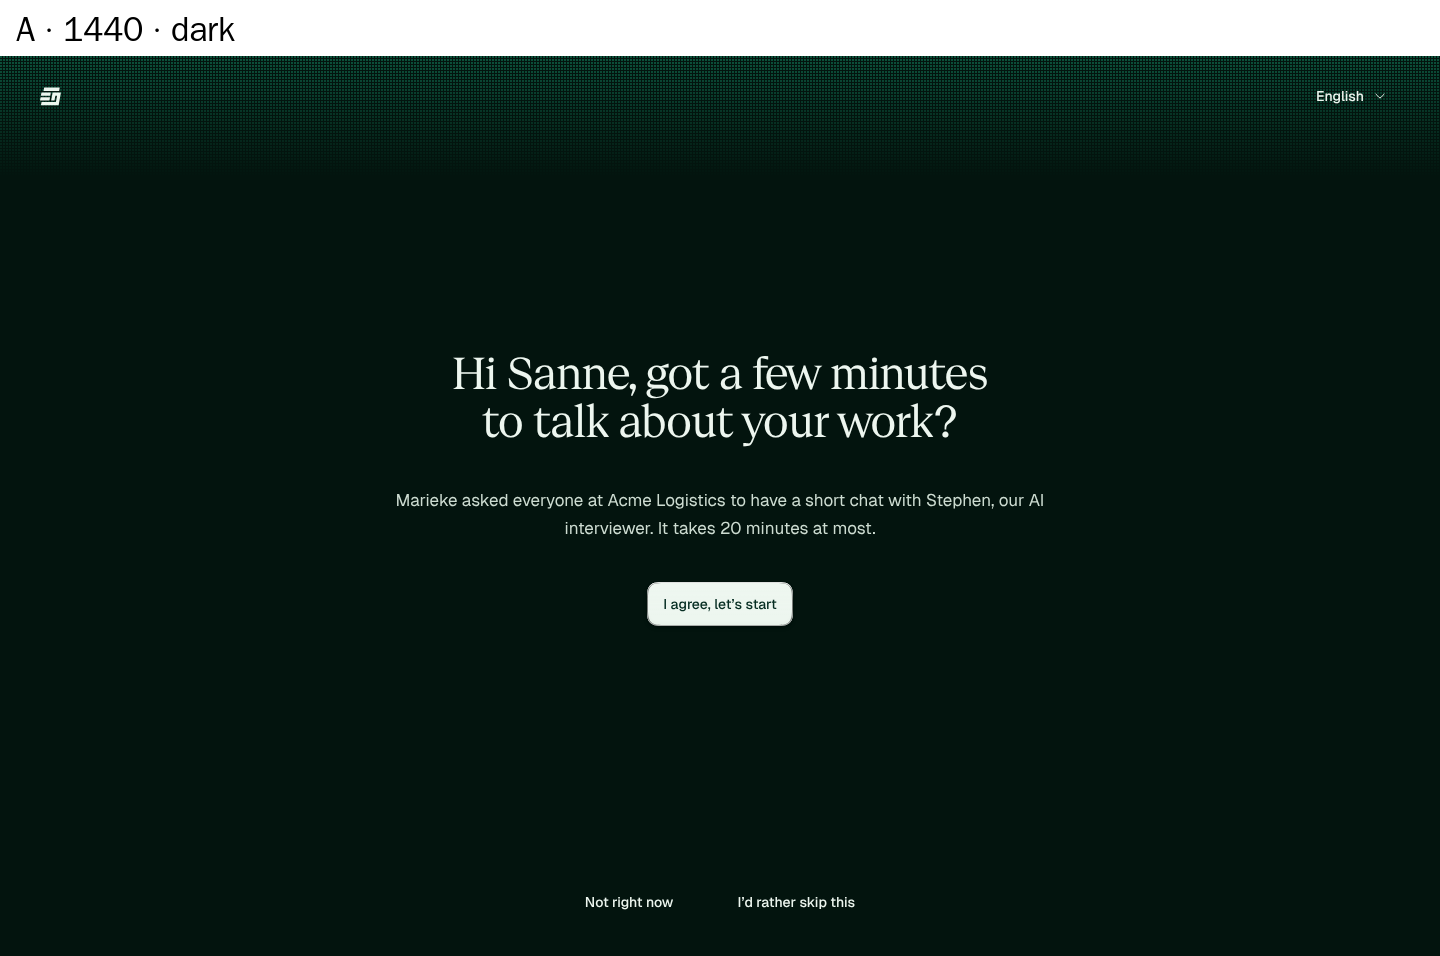 A · 1440 · dark
English
Hi Sanne, got a few minutes
to talk about your work?
Marieke asked everyone at Acme Logistics to have a short chat with Stephen, our AI
interviewer. It takes 20 minutes at most.
I agree, let’s start
Not right now
I’d rather skip this